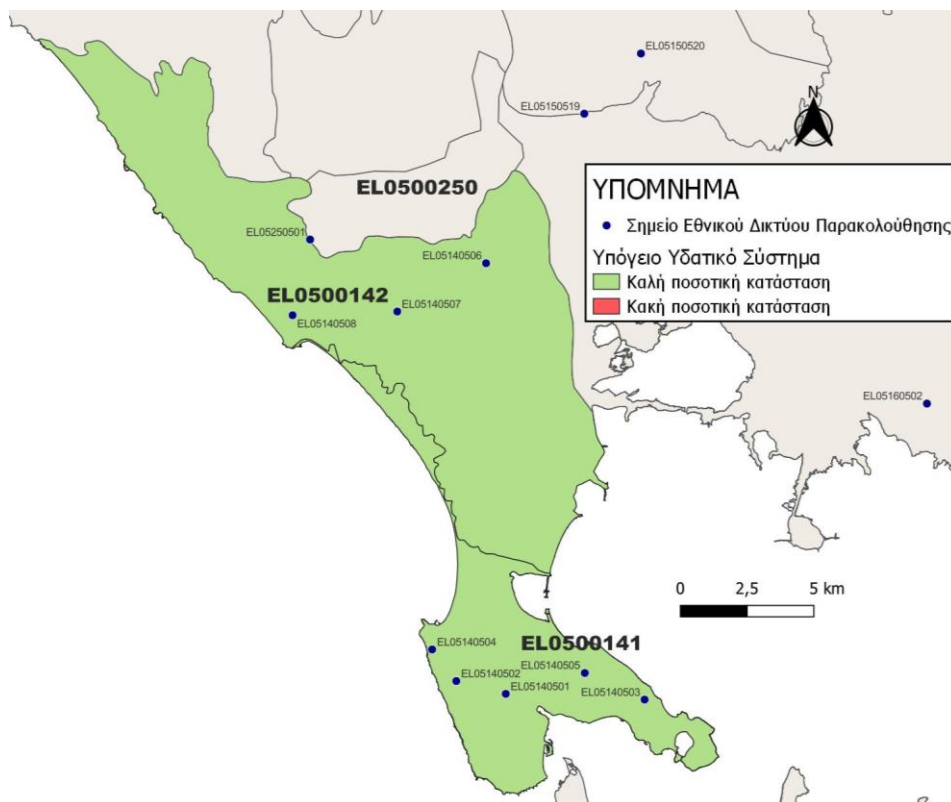 EL05150520
EL05150519
N
ΥΠΟΜΝΗΜΑ
Σημείο Εθνικού Δικτύου Παρακολούθησης
Υπόγειο Υδατικό Σύστημα
Καλή ποσοτική κατάσταση
Κακή ποσοτική κατάσταση
EL0500250
EL05250501
EL05140506
EL0500142
EL05140507
EL05140508
EL05160502
0 2,5 5 km
EL05140504
EL0500141
EL05140505
EL05140502
EL05140501
EL05140503